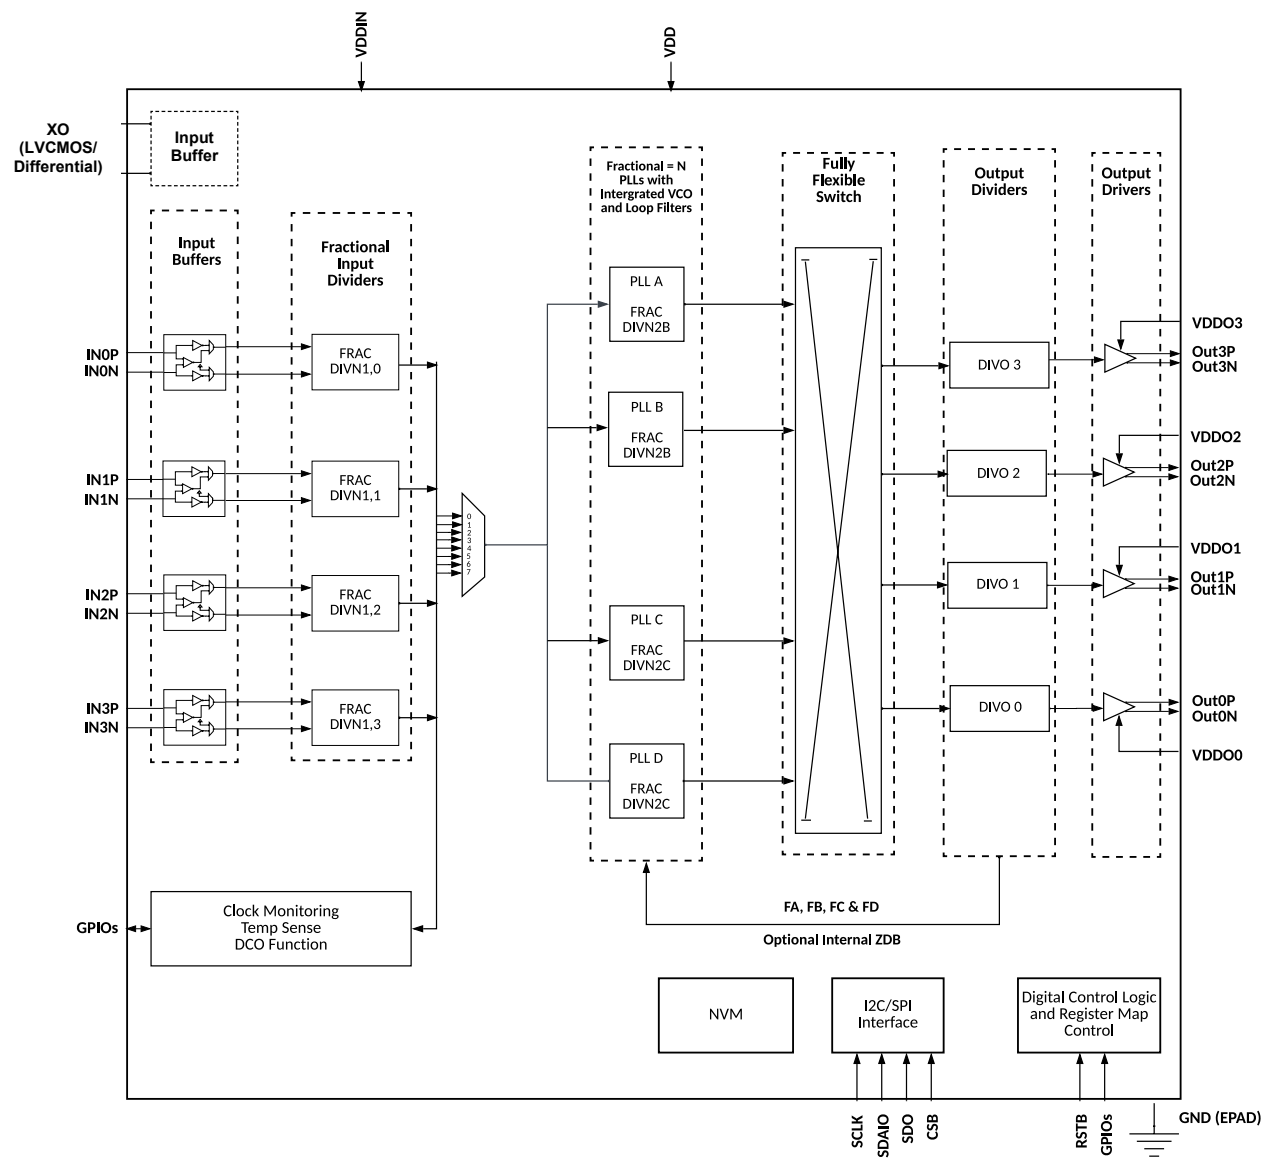 VDDIN
VDD
XO
(LVCMOS/
Differential)
Input
Buffer
Input
Buffers
Fractional
Input
Dividers
Fractional = N
PLLs with
Intergrated VCO
and Loop Filters
Fully
Flexible
Switch
Output
Dividers
Output
Drivers
IN0P
IN0N
FRAC
DIVN1,0
IN1P
IN1N
FRAC
DIVN1,1
IN2P
IN2N
FRAC
DIVN1,2
IN3P
IN3N
FRAC
DIVN1,3
0
1
2
3
4
5
6
7
PLL A
FRAC
DIVN2B
PLL B
FRAC
DIVN2B
PLL C
FRAC
DIVN2C
PLL D
FRAC
DIVN2C
DIVO 3
DIVO 2
DIVO 1
DIVO 0
VDDO3
Out3P
Out3N
VDDO2
Out2P
Out2N
VDDO1
Out1P
Out1N
Out0P
Out0N
VDDO0
GPIOs
Clock Monitoring
Temp Sense
DCO Function
FA, FB, FC & FD
Optional Internal ZDB
NVM
I2C/SPI
Interface
Digital Control Logic
and Register Map
Control
SCLK
SDAIO
SDO
CSB
RSTB
GPIOs
GND (EPAD)